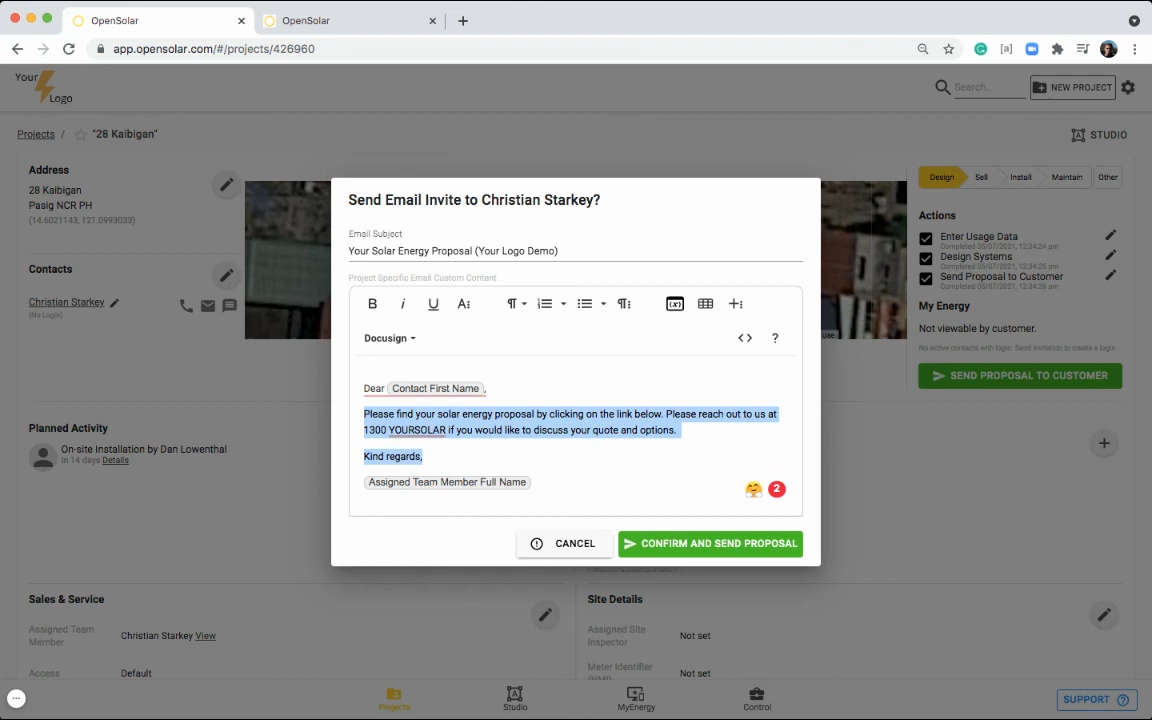 OpenSolar
OpenSolar
app.opensolar.com/#/projects/426960
[a]
Your
Logo
Search...
NEW PROJECT
Projects / "28 Kaibigan"
STUDIO
Address
28 Kaibigan
Pasig NCR PH
(14.6021143, 121.0993033)
Contacts
Christian Starkey
(No Login)
Design
Sell
Install
Maintain
Other
Actions
Enter Usage Data
Completed 05/07/2021, 12:34:24 pm
Design Systems
Completed 05/07/2021, 12:34:25 pm
Send Proposal to Customer
Completed 05/07/2021, 12:34:26 pm
My Energy
Not viewable by customer.
No active contacts with login. Send invitation to create a login.
SEND PROPOSAL TO CUSTOMER
Use
Send Email Invite to Christian Starkey?
Email Subject
Your Solar Energy Proposal (Your Logo Demo)
Project Specific Email Custom Content
B i U A
Docusign
<> ?
Dear Contact First Name,
Please find your solar energy proposal by clicking on the link below. Please reach out to us at
1300 YOURSOLAR if you would like to discuss your quote and options.
Kind regards,
Assigned Team Member Full Name
2
CANCEL
CONFIRM AND SEND PROPOSAL
Planned Activity
On-site Installation by Dan Lowenthal
In 14 days Details
Sales & Service
Assigned Team
Member
Christian Starkey View
Access
Default
Site Details
Assigned Site
Inspector
Not set
Meter Identifier
Not set
Projects
Studio
MyEnergy
Control
SUPPORT